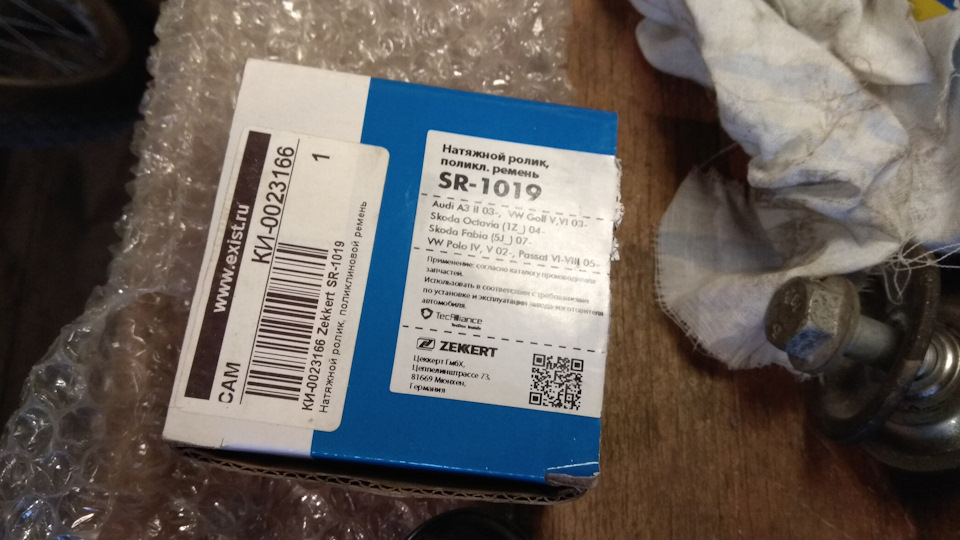 www.exist.ru
КИ-0023166
1
САМ
КИ-0023166 Zekkert SR-1019
Натяжной ролик, поликлиновой ремень
Натяжной ролик,
поликл. ремень
SR-1019
Audi A3 II 03-, VW Golf V,VI 03-
Skoda Octavia (1Z_) 04-
Skoda Fabia (5J_) 07-
VW Polo IV, V 02-, Passat VI-VIII 05-
Применение: согласно каталогу производителя
запчастей.
Использовать в соответствии с требованиями
по установке и эксплуатации завода-изготовителя
автомобиля.
TecAlliance
TecDoc Inside
ZEKKERT
Цеккерт ГмбХ,
Цеппелинштрассе 73,
81669 Мюнхен,
Германия